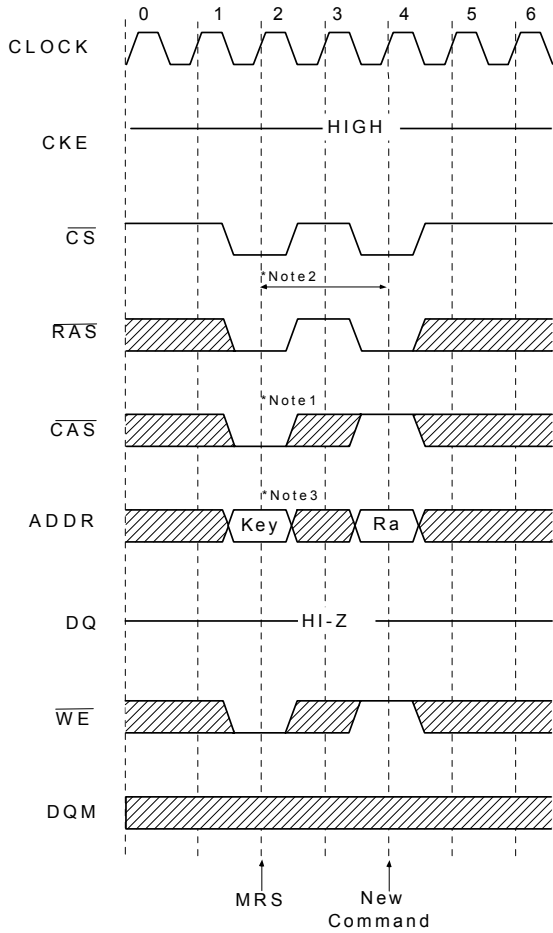 0 1 2 3 4 5 6
CLOCK
HIGH
CKE
CS
*Note2
RAS
*Note1
CAS
*Note3
ADDR Key Ra
DQ HI-Z
WE
DQM
MRS New
Command